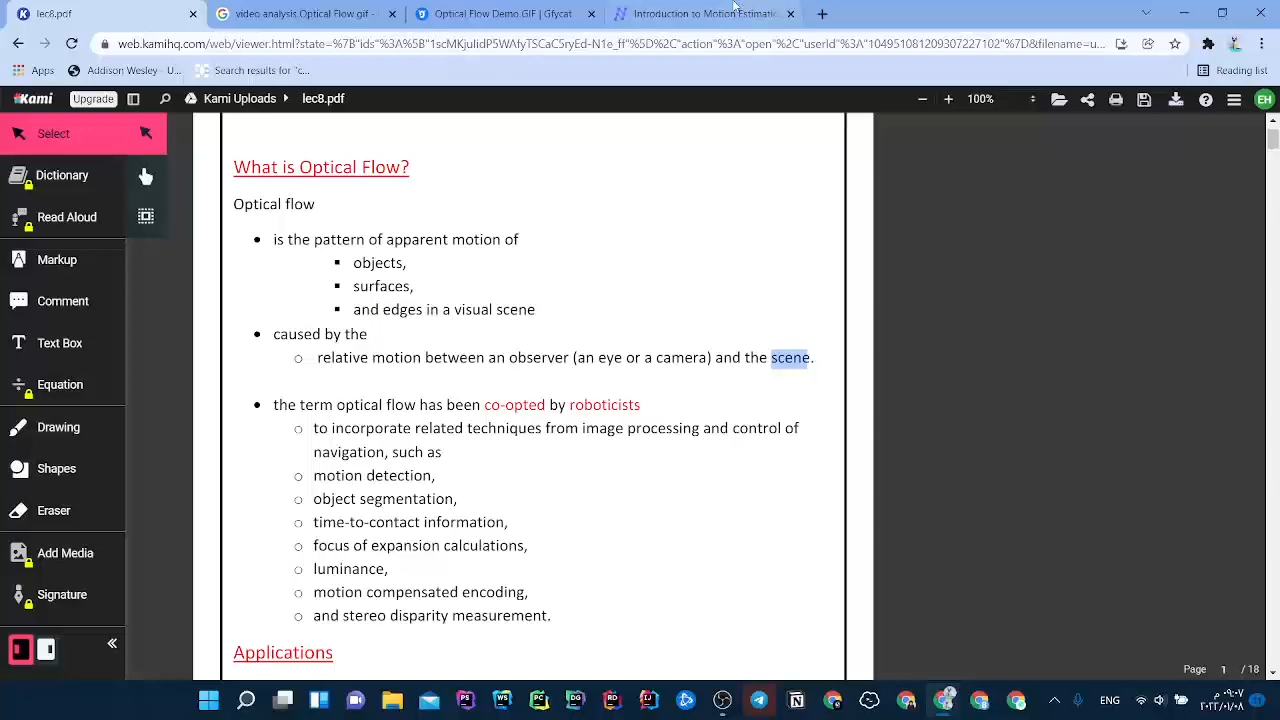 lec8.pdf
video analysis.Optical Flow.gif -
Optical Flow Demo.GIF | Gfycat
Introduction to Motion Estimatio
web.kamihq.com/web/viewer.html?state=%7B"ids"%3A%5B"1scMKjuIidP5WAfyTSCaC5ryEd-N1e_ff"%5D%2C"action"%3A"open"%2C"userId"%3A"104951081209307227102"%7D&filename=u...
Apps
Addison Wesley - U...
Search results for "c...
Reading list
Kami
Upgrade
Kami Uploads
lec8.pdf
100%
EH
Select
Dictionary
Read Aloud
Markup
Comment
Text Box
Equation
Drawing
Shapes
Eraser
Add Media
Signature
What is Optical Flow?
Optical flow
• is the pattern of apparent motion of
▪ objects,
▪ surfaces,
▪ and edges in a visual scene
• caused by the
○ relative motion between an observer (an eye or a camera) and the scene.
• the term optical flow has been co-opted by roboticists
○ to incorporate related techniques from image processing and control of
navigation, such as
○ motion detection,
○ object segmentation,
○ time-to-contact information,
○ focus of expansion calculations,
○ luminance,
○ motion compensated encoding,
○ and stereo disparity measurement.
Applications
Page 1 / 18
ENG